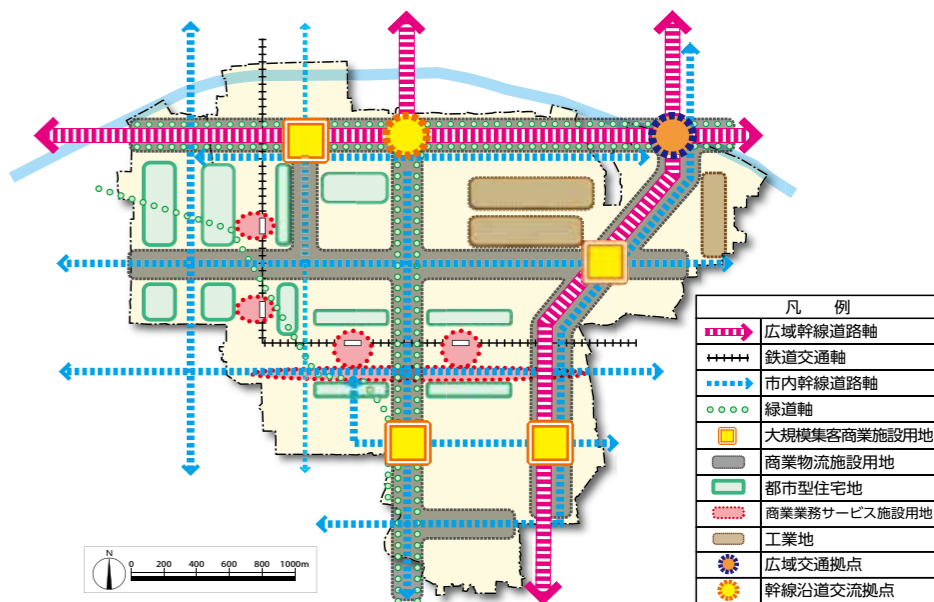 凡 例
広域幹線道路軸
鉄道交通軸
市内幹線道路軸
緑道軸
大規模集客商業施設用地
商業物流施設用地
都市型住宅地
商業業務サービス施設用地
工業地
広域交通拠点
幹線沿道交流拠点
N
0 200 400 600 800 1000m